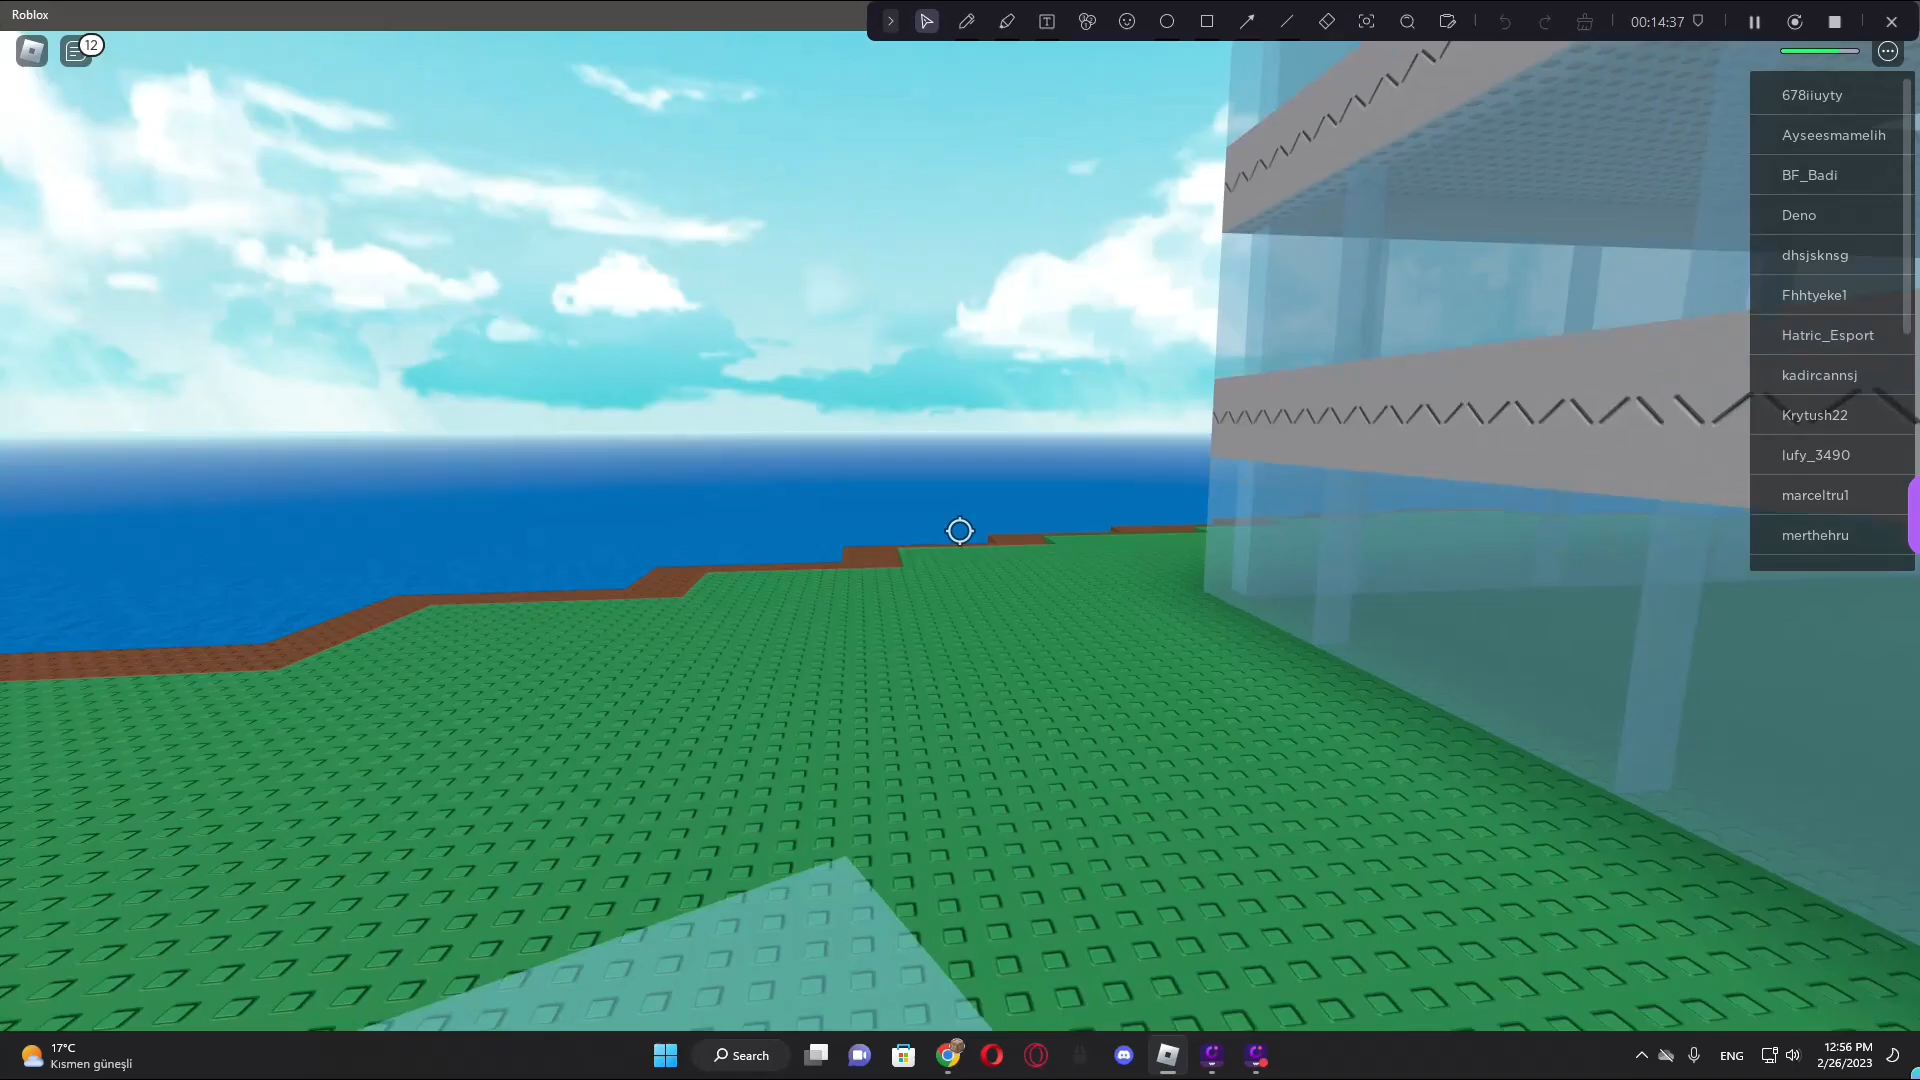 Roblox
00:14:37
12
678iiuyty
Ayseesmamelih
BF_Badi
Deno
dhsjsknsg
Fhhtyeke1
Hatric_Esport
kadircannsj
Krytush22
lufy_3490
marceltru1
merthehru
17°C
Kısmen güneşli
Search
ENG
12:56 PM
2/26/2023